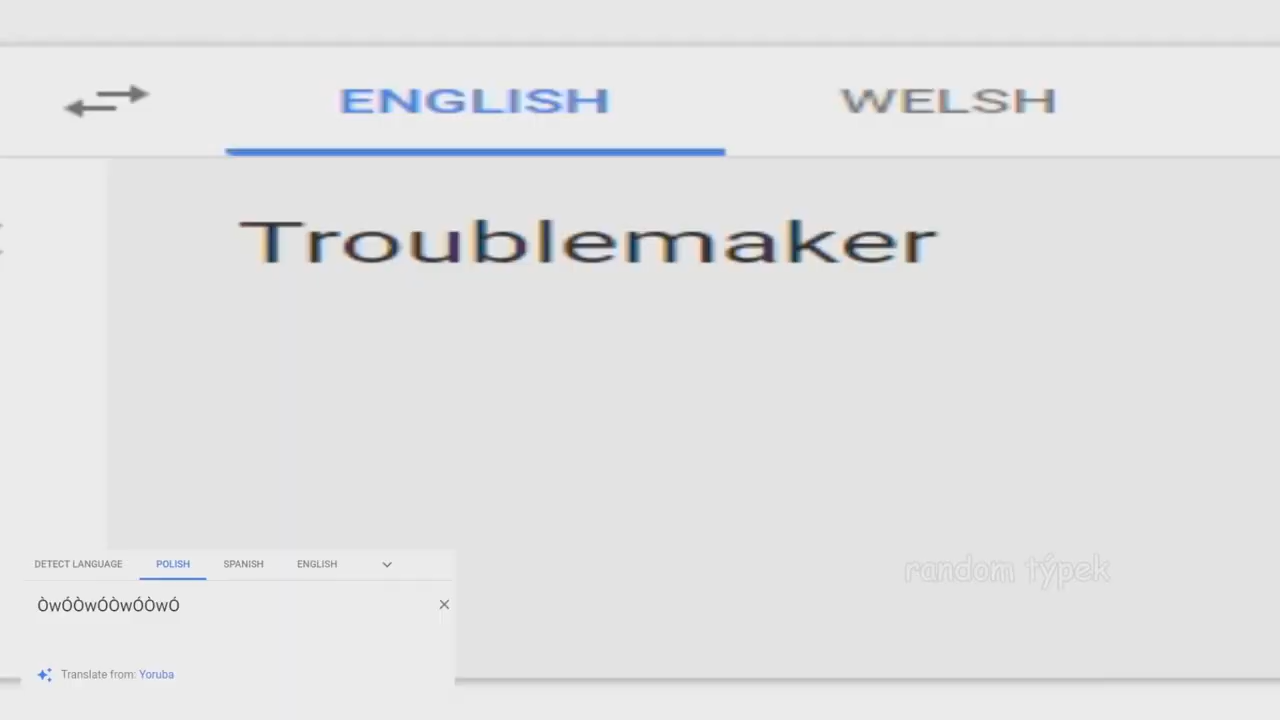 ENGLISH WELSH
Troublemaker
random týpek
DETECT LANGUAGE POLISH SPANISH ENGLISH
ÒwÓÒwÓÒwÓÒwÓ
Translate from: Yoruba